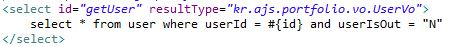 <select id="getUser" resultType="kr.ajs.portfolio.vo.UserVo">
select * from user where userId = #{id} and userIsOut = "N"
</select>